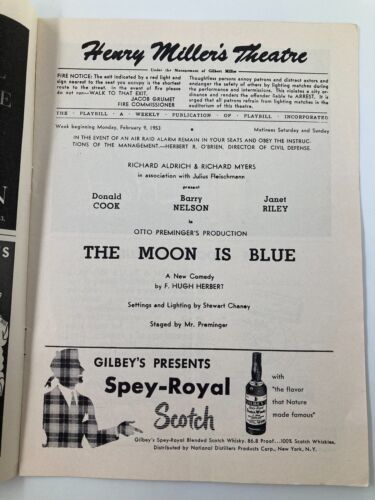 Henry Miller's Theatre
Under the Management of Gilbert Miller
FIRE NOTICE: The exit indicated by a red light and
sign nearest to the seat you occupy is the shortest
route to the street. In the event of fire please
do not run—WALK TO THAT EXIT.
JACOB GRUMET
FIRE COMMISSIONER
Thoughtless persons annoy patrons and distract actors and
endanger the safety of others by lighting matches during
the performance and intermissions. This violates a city or-
dinance and renders the offender liable to ARREST. It is
urged that all patrons refrain from lighting matches in the
auditorium of this theatre.
THE · PLAYBILL · A · WEEKLY · PUBLICATION · OF · PLAYBILL · INCORPORATED
Week beginning Monday, February 9, 1953
Matinees Saturday and Sunday
IN THE EVENT OF AN AIR RAID ALARM REMAIN IN YOUR SEATS AND OBEY THE INSTRUC-
TIONS OF THE MANAGEMENT.—HERBERT R. O'BRIEN, DIRECTOR OF CIVIL DEFENSE.
RICHARD ALDRICH & RICHARD MYERS
in association with Julius Fleischmann
present
Donald Barry Janet
COOK NELSON RILEY
in
OTTO PREMINGER'S PRODUCTION
THE MOON IS BLUE
A New Comedy
by F. HUGH HERBERT
Settings and Lighting by Stewart Chaney
Staged by Mr. Preminger
GILBEY'S PRESENTS
Spey-Royal
Scotch
with
"the flavor
that Nature
made famous"
Gilbey's Spey-Royal Blended Scotch Whisky. 86.8 Proof...100% Scotch Whiskies.
Distributed by National Distillers Products Corp., New York, N. Y.